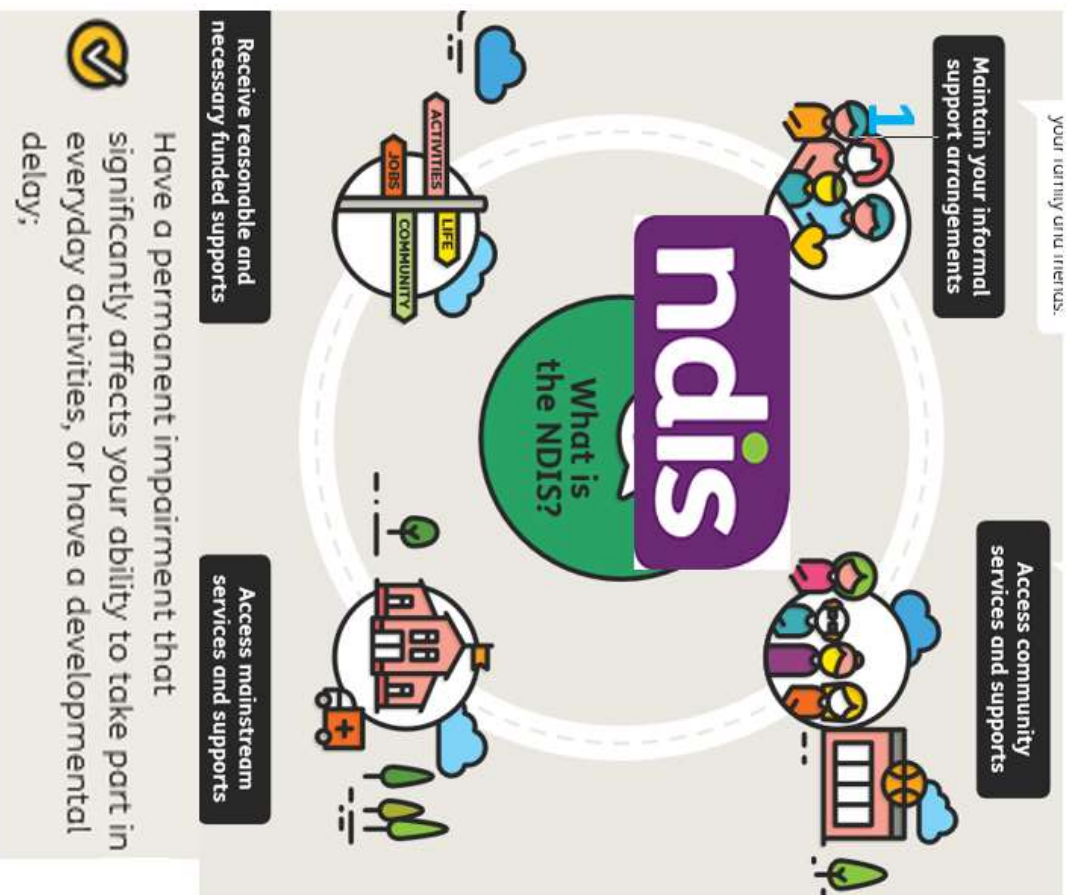 your family and friends.
Maintain your informal
support arrangements
1
Access community
services and supports
ndis
What is
the NDIS?
ACTIVITIES
LIFE
JOBS
COMMUNITY
Receive reasonable and
necessary funded supports
Access mainstream
services and supports
Have a permanent impairment that
significantly affects your ability to take part in
everyday activities, or have a developmental
delay;